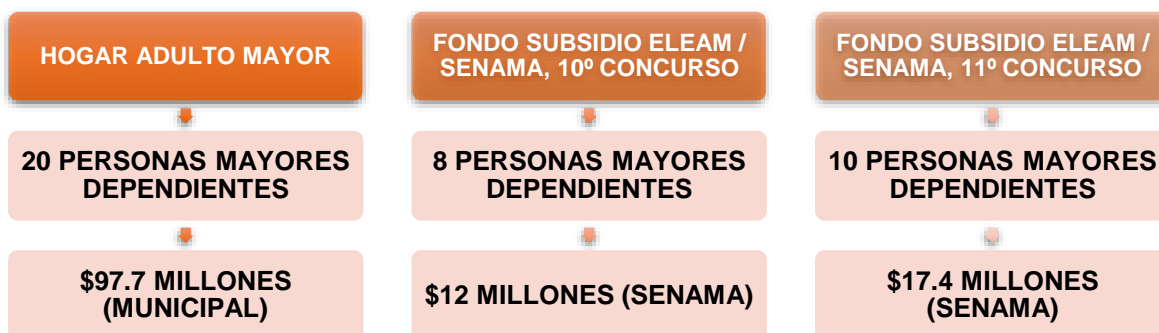 HOGAR ADULTO MAYOR
20 PERSONAS MAYORES
DEPENDIENTES
$97.7 MILLONES
(MUNICIPAL)
FONDO SUBSIDIO ELEAM /
SENAMA, 10º CONCURSO
8 PERSONAS MAYORES
DEPENDIENTES
$12 MILLONES (SENAMA)
FONDO SUBSIDIO ELEAM /
SENAMA, 11º CONCURSO
10 PERSONAS MAYORES
DEPENDIENTES
$17.4 MILLONES
(SENAMA)